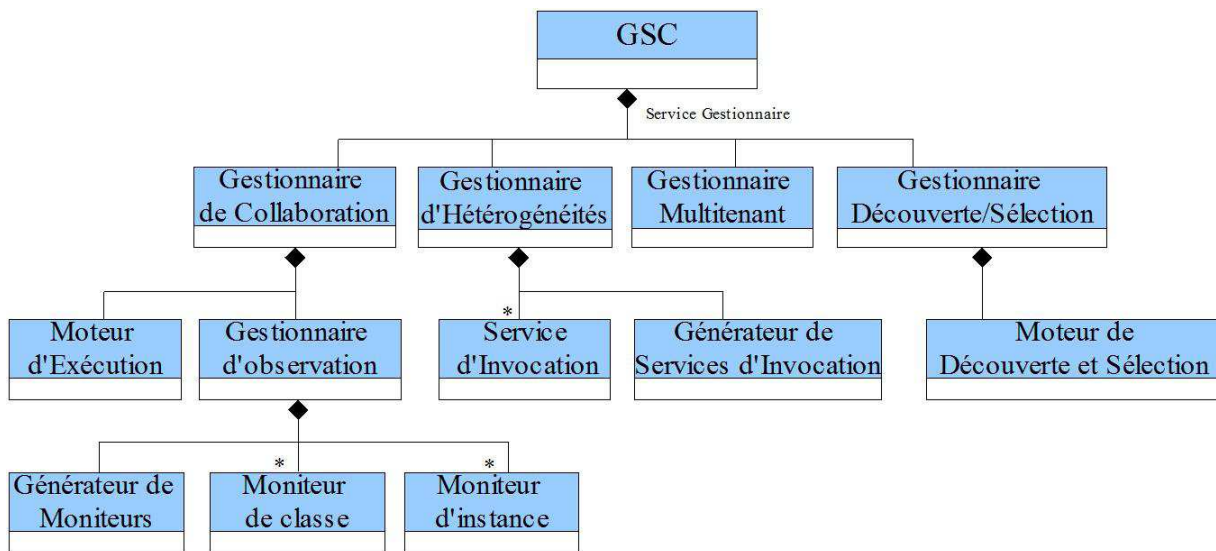 GSC
Service Gestionnaire
Gestionnaire
de Collaboration
Gestionnaire
d'Hétérogénéités
Gestionnaire
Multitenant
Gestionnaire
Découverte/Sélection
*
Moteur
d'Exécution
Gestionnaire
d'observation
Service
d'Invocation
Générateur de
Services d'Invocation
Moteur de
Découverte et Sélection
*
*
Générateur de
Moniteurs
Moniteur
de classe
Moniteur
d'instance